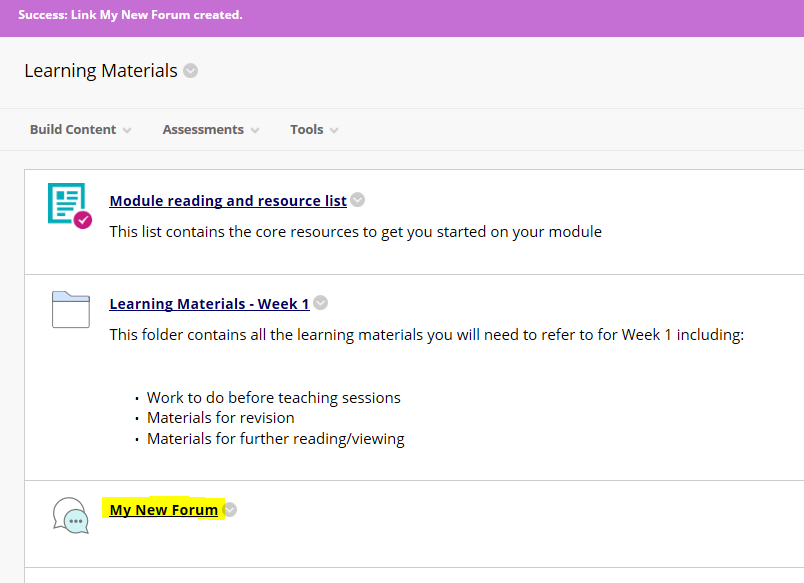 Success: Link My New Forum created.
Learning Materials
Build Content
Assessments
Tools
Module reading and resource list
This list contains the core resources to get you started on your module
Learning Materials - Week 1
This folder contains all the learning materials you will need to refer to for Week 1 including:
• Work to do before teaching sessions
• Materials for revision
• Materials for further reading/viewing
My New Forum